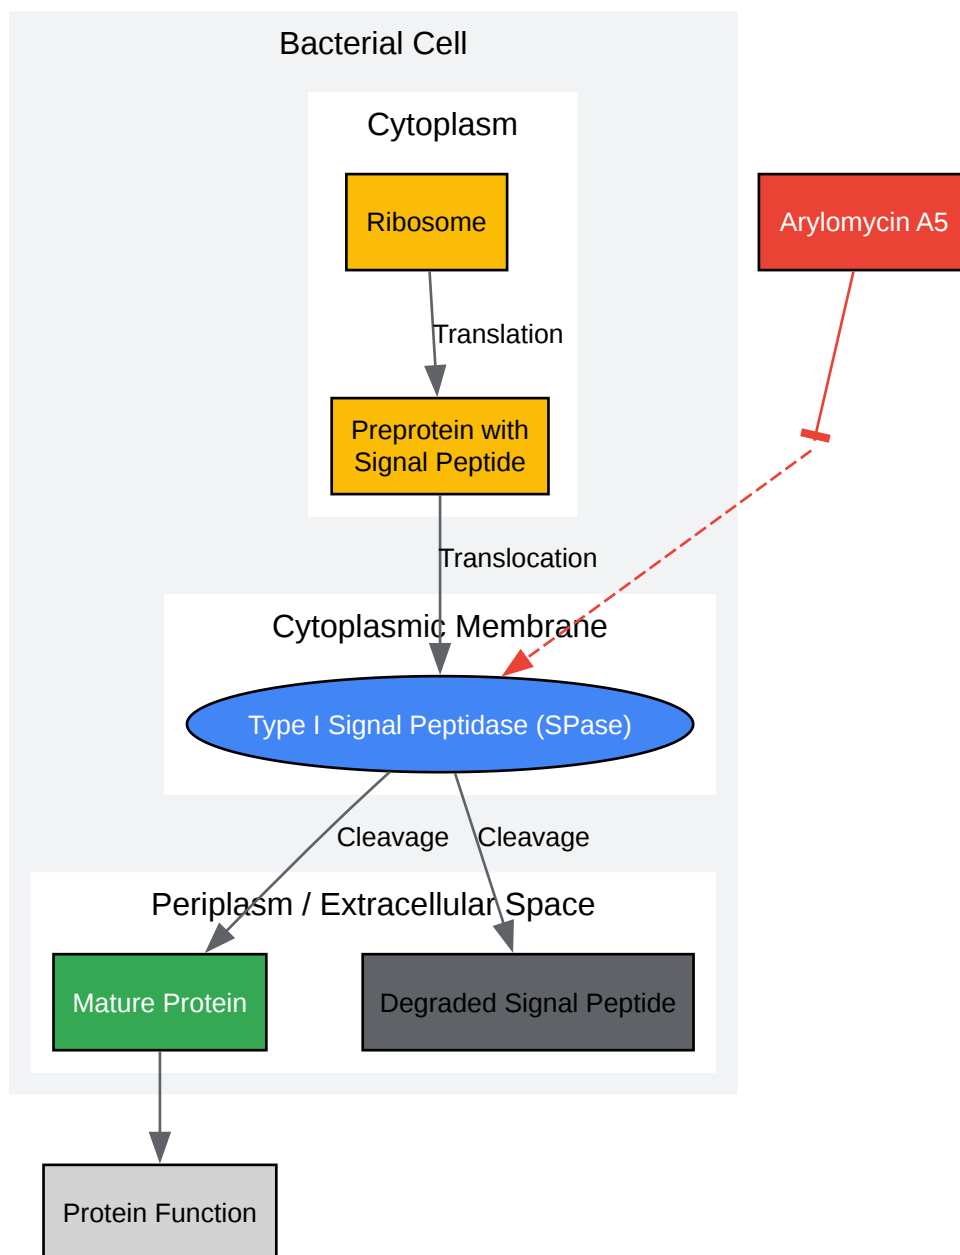 Bacterial Cell
Cytoplasm
Ribosome
Arylomycin A5
Translation
Preprotein with
Signal Peptide
Translocation
Cytoplasmic Membrane
Type I Signal Peptidase (SPase)
Cleavage
Cleavage
Periplasm / Extracellular Space
Mature Protein
Degraded Signal Peptide
Protein Function